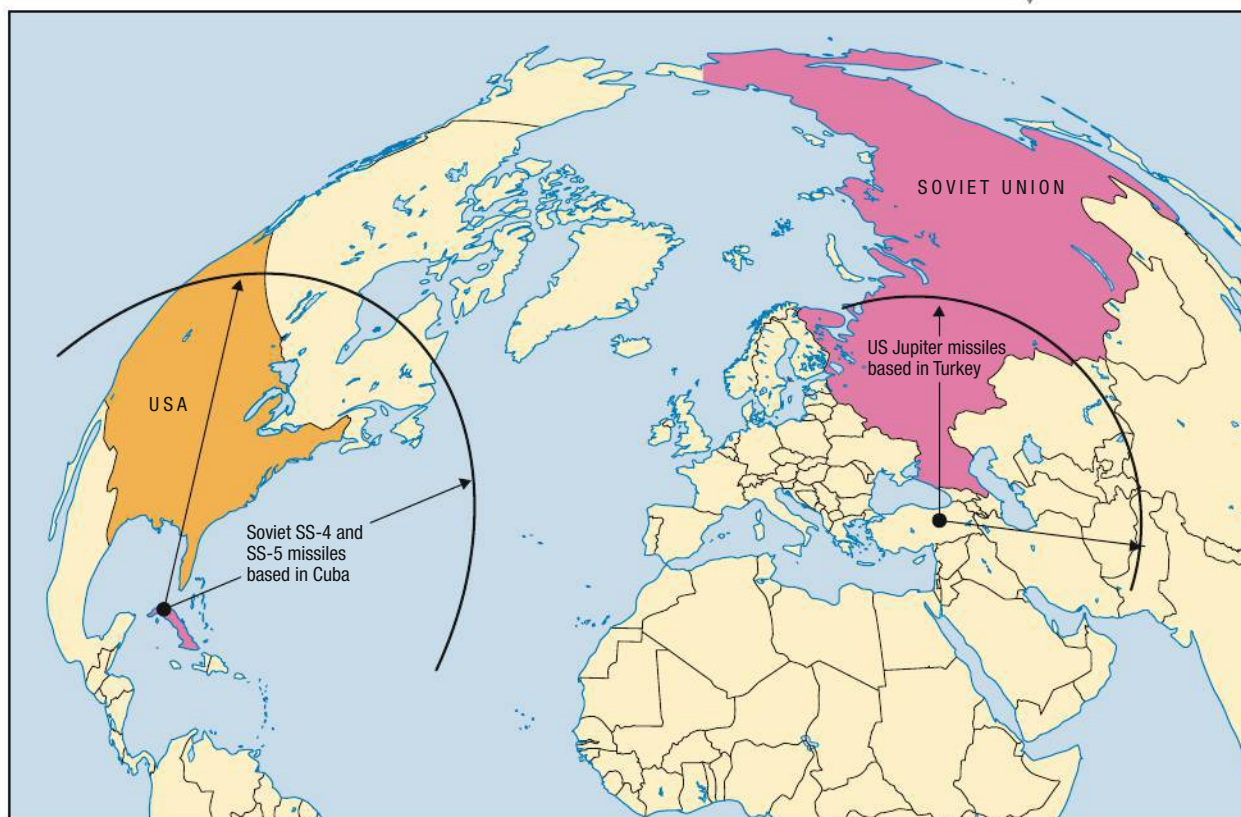 SOVIET UNION
US Jupiter missiles
based in Turkey
USA
Soviet SS-4 and
SS-5 missiles
based in Cuba